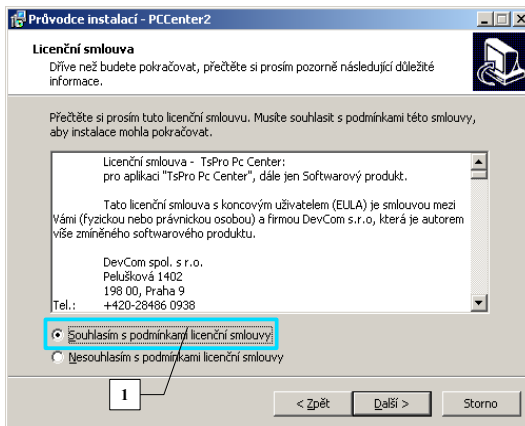 Průvodce instalací - PCCenter2
Licenční smlouva
Dříve než budete pokračovat, přečtěte si prosím pozorně následující důležité
informace.
Přečtěte si prosím tuto licenční smlouvu. Musíte souhlasit s podmínkami této smlouvy,
aby instalace mohla pokračovat.
Licenční smlouva - TsPro Pc Center:
pro aplikaci "TsPro Pc Center", dále jen Softwarový produkt.
Tato licenční smlouva s koncovým uživatelem (EULA) je smlouvou mezi
Vámi (fyzickou nebo právnickou osobou) a firmou DevCom s.r.o, která je autorem
víše zmíněného softwarového produktu.
DevCom spol. s r.o.
Pelušková 1402
198 00, Praha 9
Tel.: +420-28486 0938
Souhlasím s podmínkami licenční smlouvy
Nesouhlasím s podmínkami licenční smlouvy
1
< Zpět Další > Storno